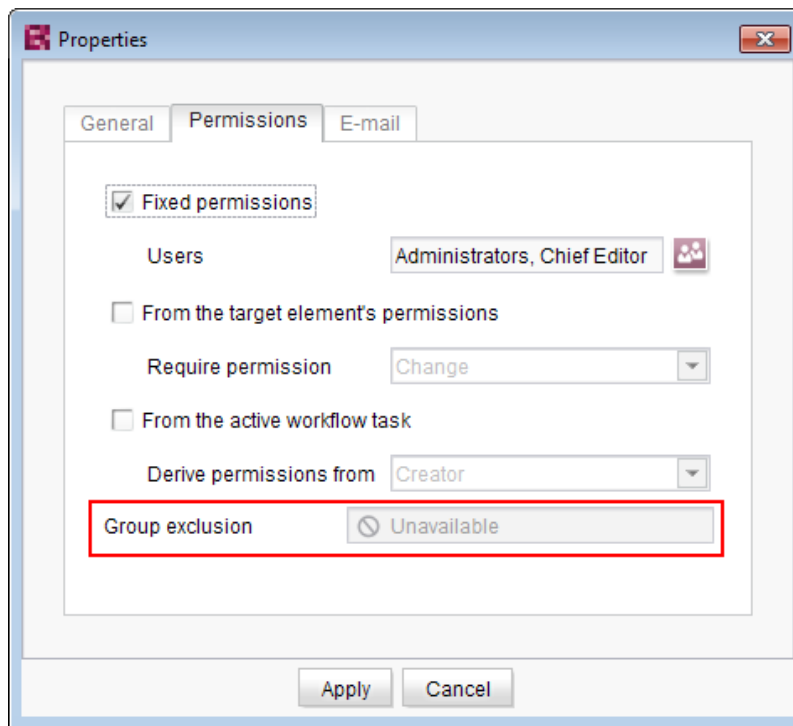 Properties
General Permissions E-mail
Fixed permissions
Users Administrators, Chief Editor
From the target element's permissions
Require permission Change
From the active workflow task
Derive permissions from Creator
Group exclusion Unavailable
Apply Cancel